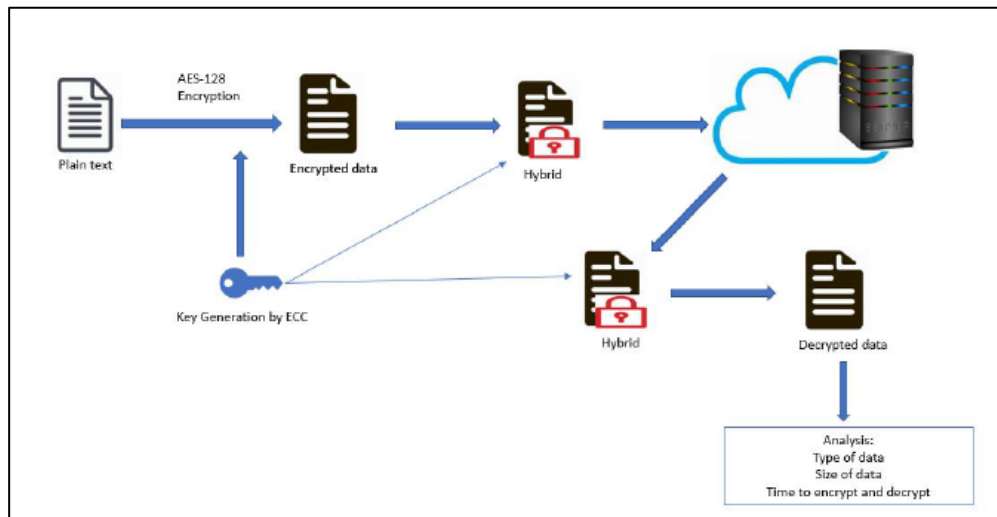 AES-128
Encryption
Plain text
Encrypted data
Hybrid
Key Generation by ECC
Hybrid
Decrypted data
Analysis:
Type of data
Size of data
Time to encrypt and decrypt